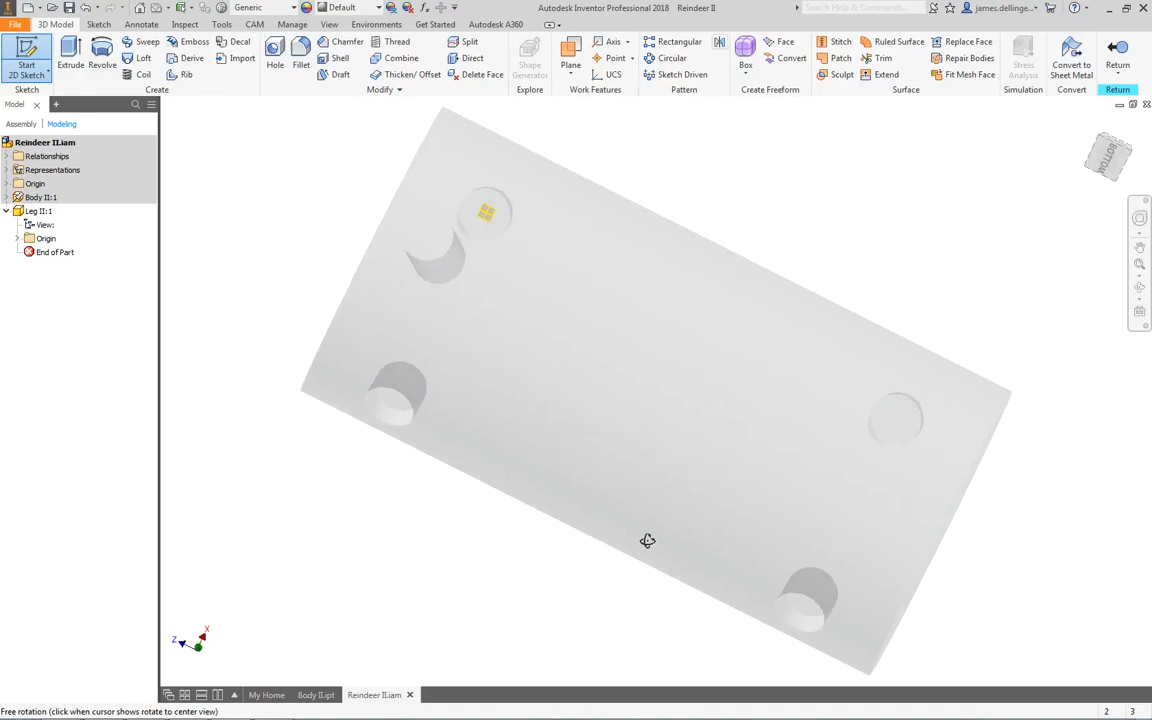 Generic
Default
Autodesk Inventor Professional 2018
Reindeer II
Search Help & Commands...
james.dellinge...
File
3D Model
Sketch
Annotate
Inspect
Tools
CAM
Manage
View
Environments
Get Started
Autodesk A360
Start
2D Sketch
Extrude
Revolve
Sweep
Loft
Coil
Emboss
Derive
Rib
Decal
Import
Hole
Fillet
Chamfer
Shell
Draft
Thread
Combine
Thicken/ Offset
Split
Direct
Delete Face
Shape
Generator
Plane
Axis
Point
UCS
Rectangular
Circular
Sketch Driven
Box
Face
Convert
Stitch
Patch
Sculpt
Ruled Surface
Trim
Extend
Replace Face
Repair Bodies
Fit Mesh Face
Stress
Analysis
Convert to
Sheet Metal
Return
Sketch
Create
Modify
Explore
Work Features
Pattern
Create Freeform
Surface
Simulation
Convert
Return
Model
Assembly
Modeling
Reindeer II.iam
Relationships
Representations
Origin
Body II:1
Leg II:1
View:
Origin
End of Part
BOTTOM
X
Z
My Home
Body II.ipt
Reindeer II.iam
Free rotation (click when cursor shows rotate to center view)
2
3